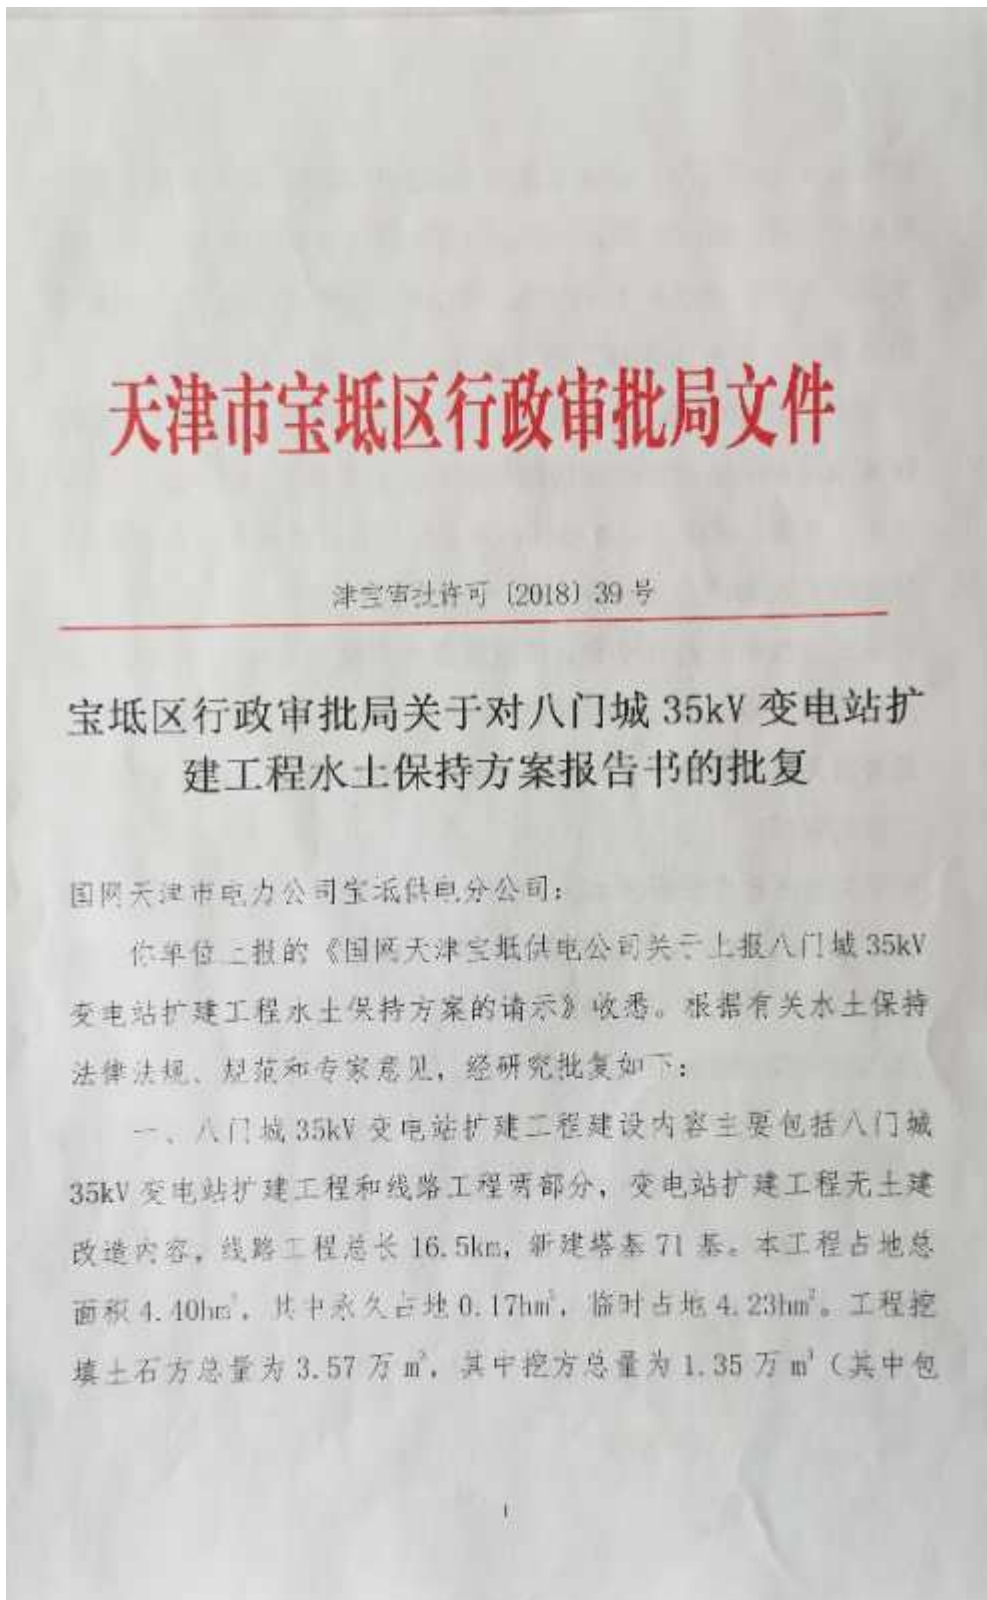 天津市宝坻区行政审批局文件
津宝审批许可〔2018〕39号
宝坻区行政审批局关于对八门城35kV变电站扩
建工程水土保持方案报告书的批复
国网天津市电力公司宝坻供电分公司：
你单位上报的《国网天津宝坻供电公司关于上报八门城35kV
变电站扩建工程水土保持方案的请示》收悉。根据有关水土保持
法律法规、规范和专家意见，经研究批复如下：
一、八门城35kV变电站扩建工程建设内容主要包括八门城
35kV变电站扩建工程和线路工程两部分，变电站扩建工程无土建
改造内容，线路工程总长16.5km，新建塔基71基。本工程占地总
面积4.40hm²，其中永久占地0.17hm²，临时占地4.23hm²。工程挖
填土石方总量为3.57万m³，其中挖方总量为1.35万m³（其中包
1